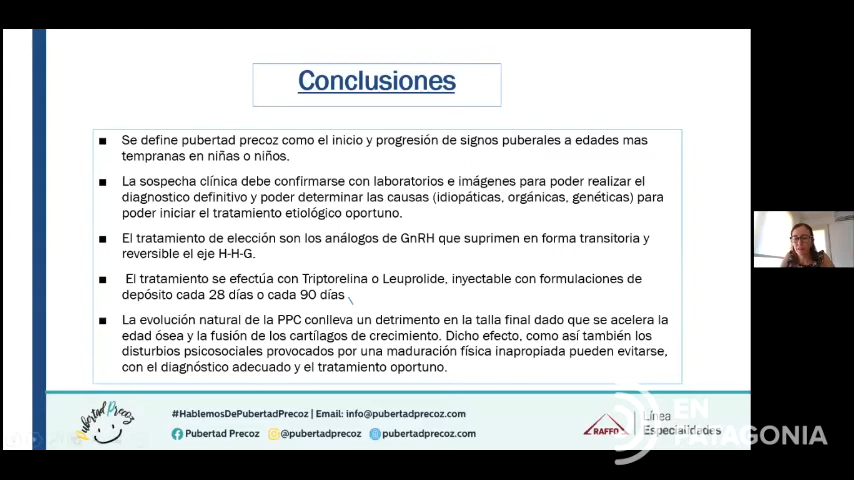 Conclusiones
Se define pubertad precoz como el inicio y progresión de signos puberales a edades mas
tempranas en niñas o niños.
La sospecha clínica debe confirmarse con laboratorios e imágenes para poder realizar el
diagnostico definitivo y poder determinar las causas (idiopáticas, orgánicas, genéticas) para
poder iniciar el tratamiento etiológico oportuno.
El tratamiento de elección son los análogos de GnRH que suprimen en forma transitoria y
reversible el eje H-H-G.
El tratamiento se efectúa con Triptorelina o Leuprolide, inyectable con formulaciones de
depósito cada 28 días o cada 90 días
La evolución natural de la PPC conlleva un detrimento en la talla final dado que se acelera la
edad ósea y la fusión de los cartílagos de crecimiento. Dicho efecto, como así también los
disturbios psicosociales provocados por una maduración física inapropiada pueden evitarse,
con el diagnóstico adecuado y el tratamiento oportuno.
Pubertad Precoz
#HablemosDePubertadPrecoz | Email: info@pubertadprecoz.com
Pubertad Precoz @pubertadprecoz pubertadprecoz.com
RAFFO
Línea
Especialidades
EN
PATAGONIA